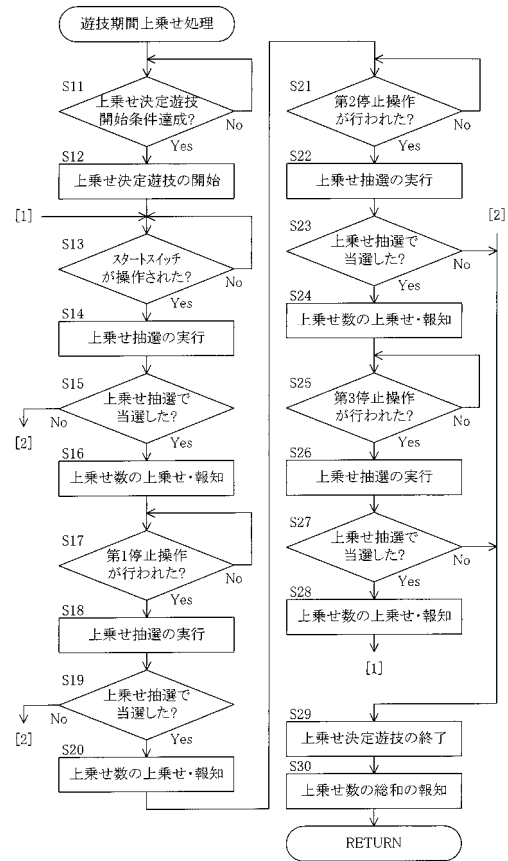 遊技期間上乗せ処理
S11
上乗せ決定遊技
開始条件達成?
No
Yes
S12
上乗せ決定遊技の開始
[1]
S13
スタートスイッチ
が操作された?
No
Yes
S14
上乗せ抽選の実行
S15
上乗せ抽選で
当選した?
No
[2]
Yes
S16
上乗せ数の上乗せ・報知
S17
第1停止操作
が行われた?
No
Yes
S18
上乗せ抽選の実行
S19
上乗せ抽選で
当選した?
No
[2]
Yes
S20
上乗せ数の上乗せ・報知
S21
第2停止操作
が行われた?
No
Yes
S22
上乗せ抽選の実行
[2]
S23
上乗せ抽選で
当選した?
No
Yes
S24
上乗せ数の上乗せ・報知
S25
第3停止操作
が行われた?
No
Yes
S26
上乗せ抽選の実行
S27
上乗せ抽選で
当選した?
No
Yes
S28
上乗せ数の上乗せ・報知
[1]
S29
上乗せ決定遊技の終了
S30
上乗せ数の総和の報知
RETURN